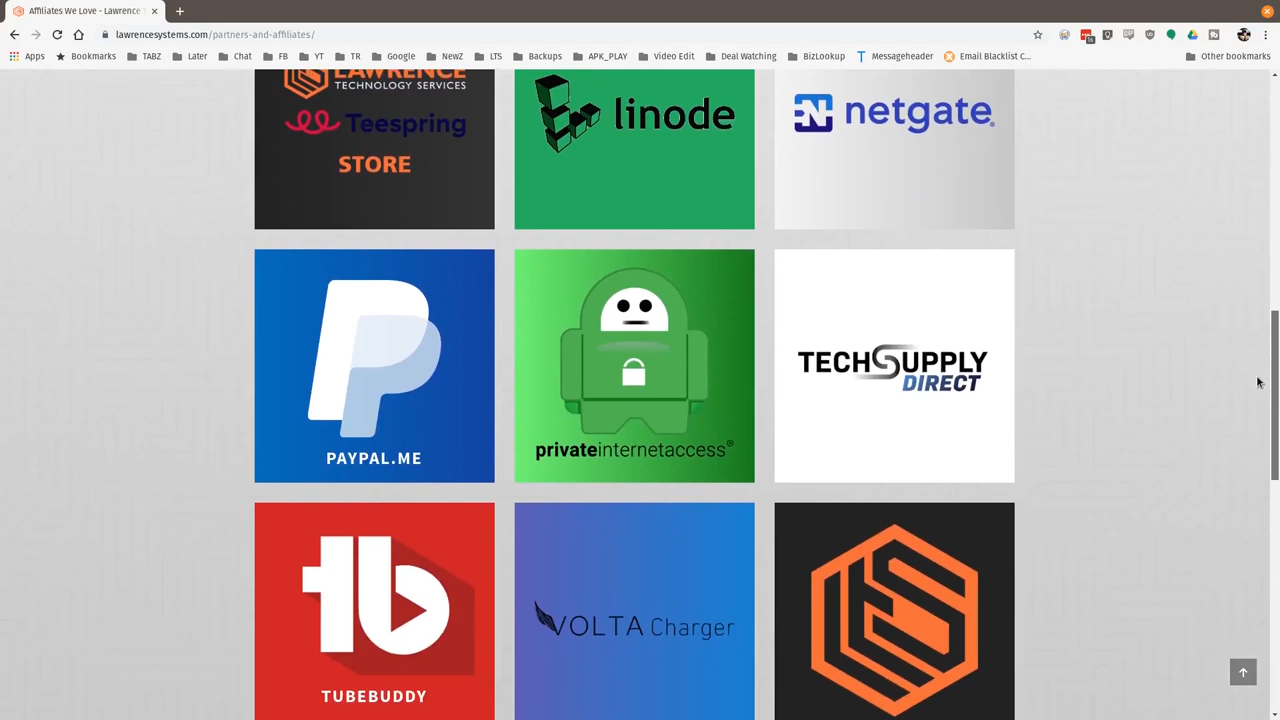 Affiliates We Love - Lawrence T
lawrencesystems.com/partners-and-affiliates/
Apps
Bookmarks
TABZ
Later
Chat
FB
YT
TR
Google
NewZ
LTS
Backups
APK_PLAY
Video Edit
Deal Watching
BizLookup
Messageheader
Email Blacklist C...
Other bookmarks
LAWRENCE
TECHNOLOGY SERVICES
Teespring
STORE
linode
netgate®
PAYPAL.ME
privateinternetaccess®
TECHSUPPLY
DIRECT
tb
TUBEBUDDY
VOLTA Charger